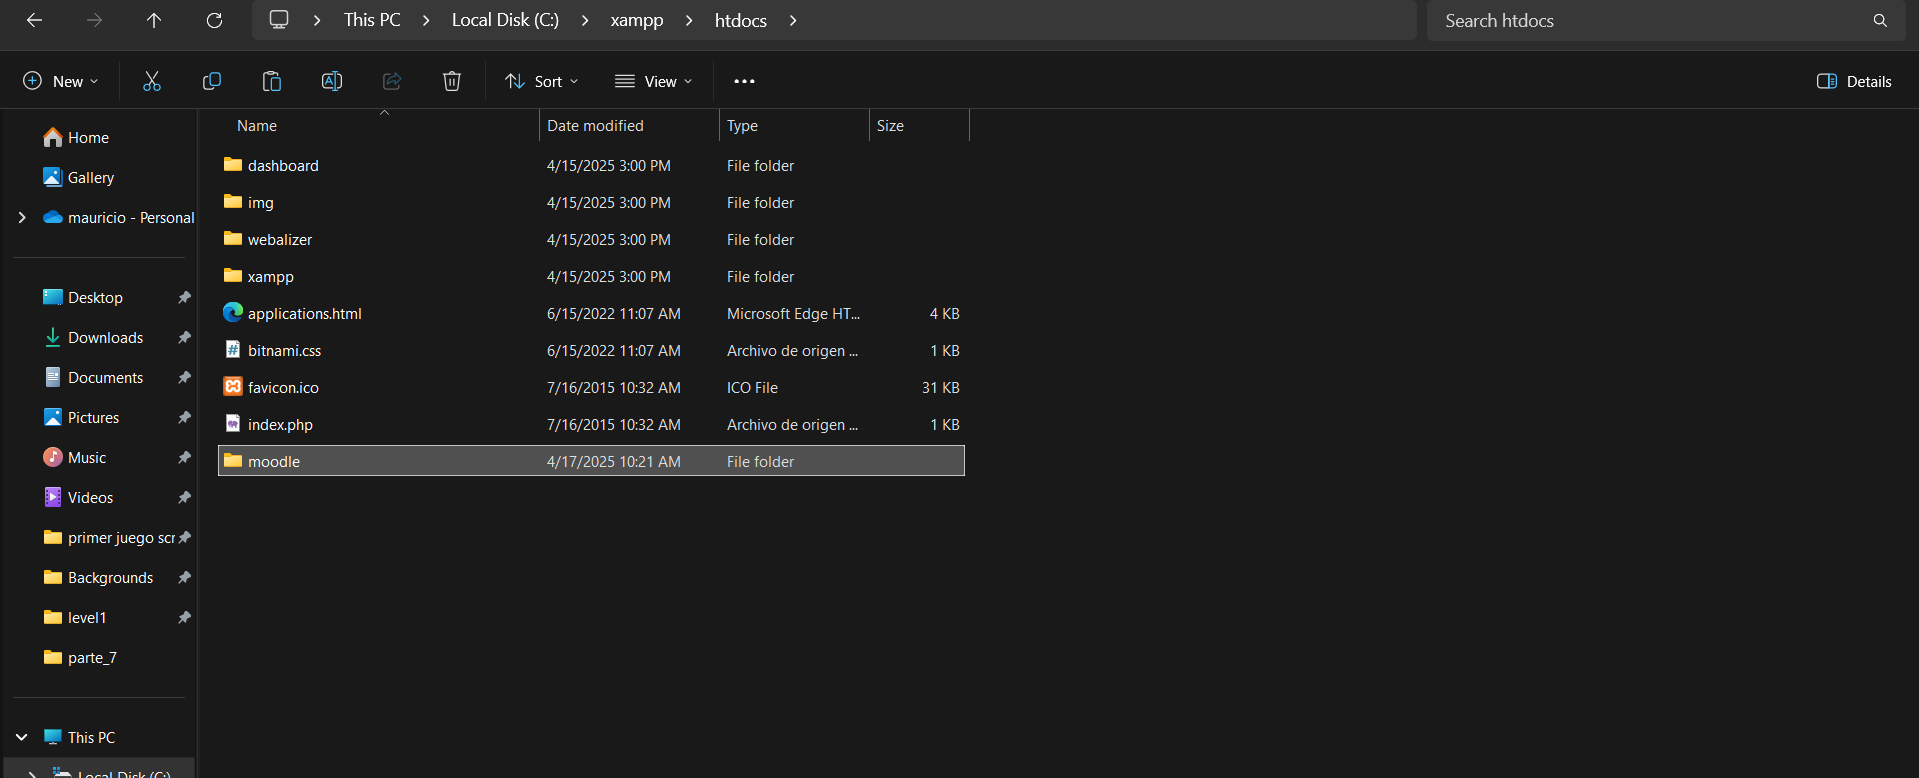 This PC Local Disk (C:) xampp htdocs Search htdocs
New Sort View Details
Name Date modified Type Size
Home
Gallery
mauricio - Personal
Desktop
Downloads
Documents
Pictures
Music
Videos
primer juego scr
Backgrounds
level1
parte_7
This PC
Local Disk (C:)
dashboard 4/15/2025 3:00 PM File folder
img 4/15/2025 3:00 PM File folder
webalizer 4/15/2025 3:00 PM File folder
xampp 4/15/2025 3:00 PM File folder
applications.html 6/15/2022 11:07 AM Microsoft Edge HT... 4 KB
bitnami.css 6/15/2022 11:07 AM Archivo de origen ... 1 KB
favicon.ico 7/16/2015 10:32 AM ICO File 31 KB
index.php 7/16/2015 10:32 AM Archivo de origen ... 1 KB
moodle 4/17/2025 10:21 AM File folder